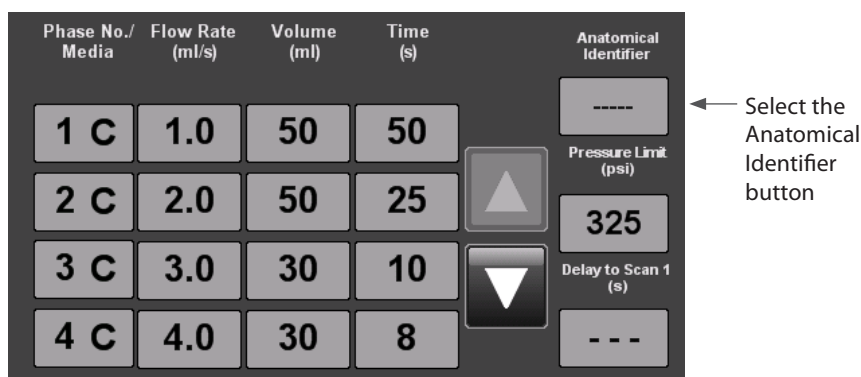 Phase No./ Flow Rate Volume Time
Media (ml/s) (ml) (s)
Anatomical
Identifier
-----
1 C 1.0 50 50
Pressure Limit
(psi)
2 C 2.0 50 25
325
3 C 3.0 30 10
Delay to Scan 1
(s)
4 C 4.0 30 8
- - -
Select the
Anatomical
Identifier
button